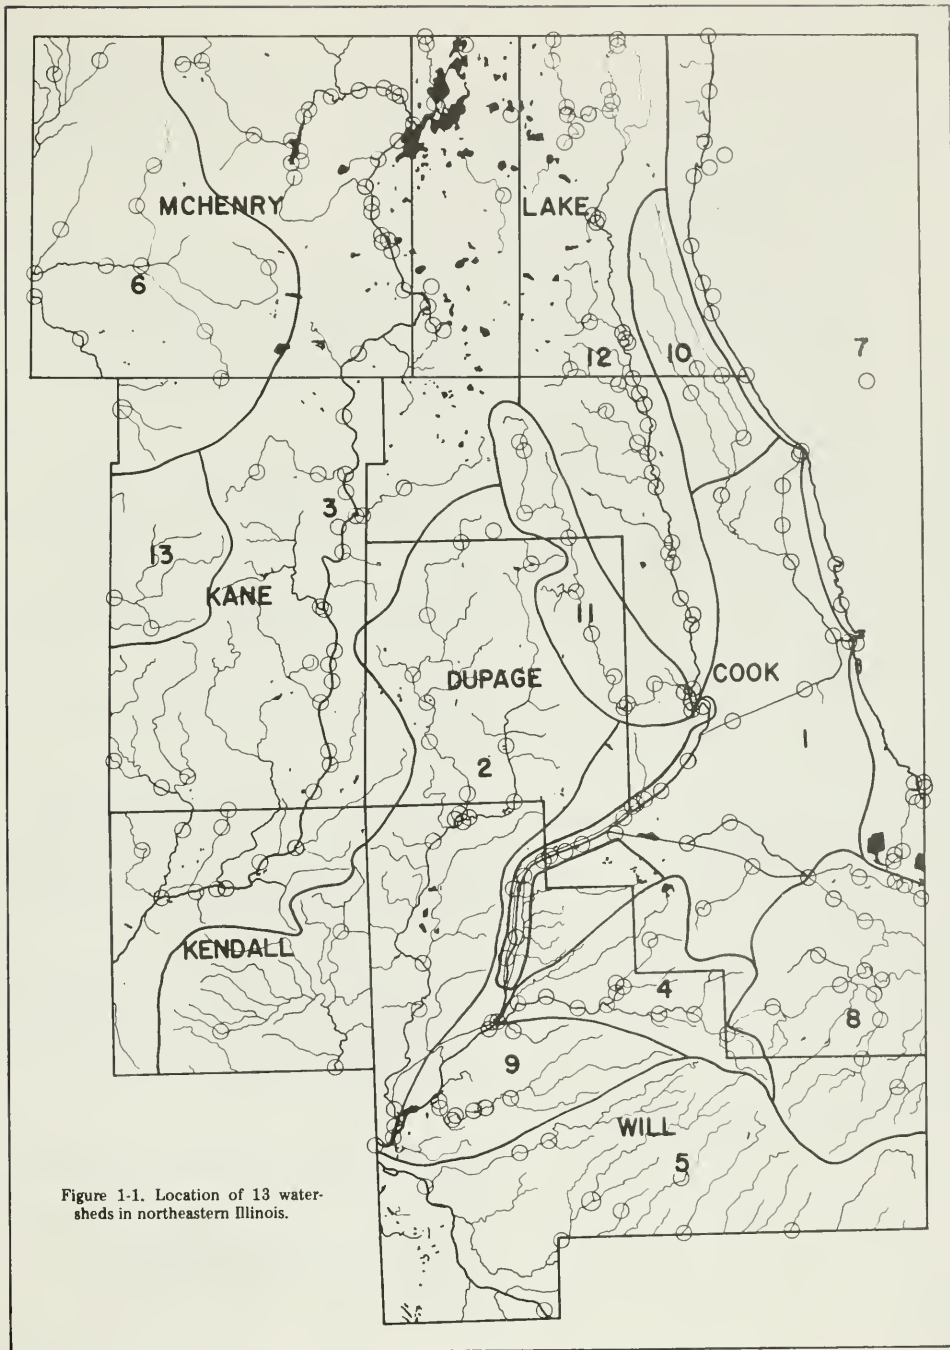 MCHENRY
LAKE
6
12
10
7
3
13
KANE
11
DUPAGE
COOK
2
1
KENDALL
4
8
9
WILL
5
Figure 1-1. Location of 13 water-
sheds in northeastern Illinois.